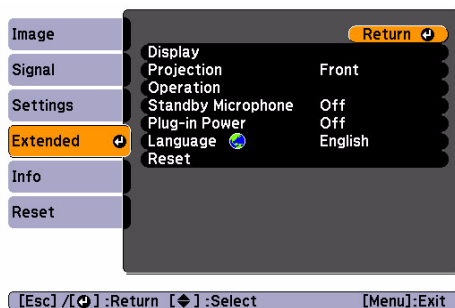 Image
Signal
Settings
Extended
Info
Reset
Return
Display
Projection Front
Operation
Standby Microphone Off
Plug-in Power Off
Language English
Reset
[Esc] /[ ] :Return [ ] :Select [Menu]:Exit